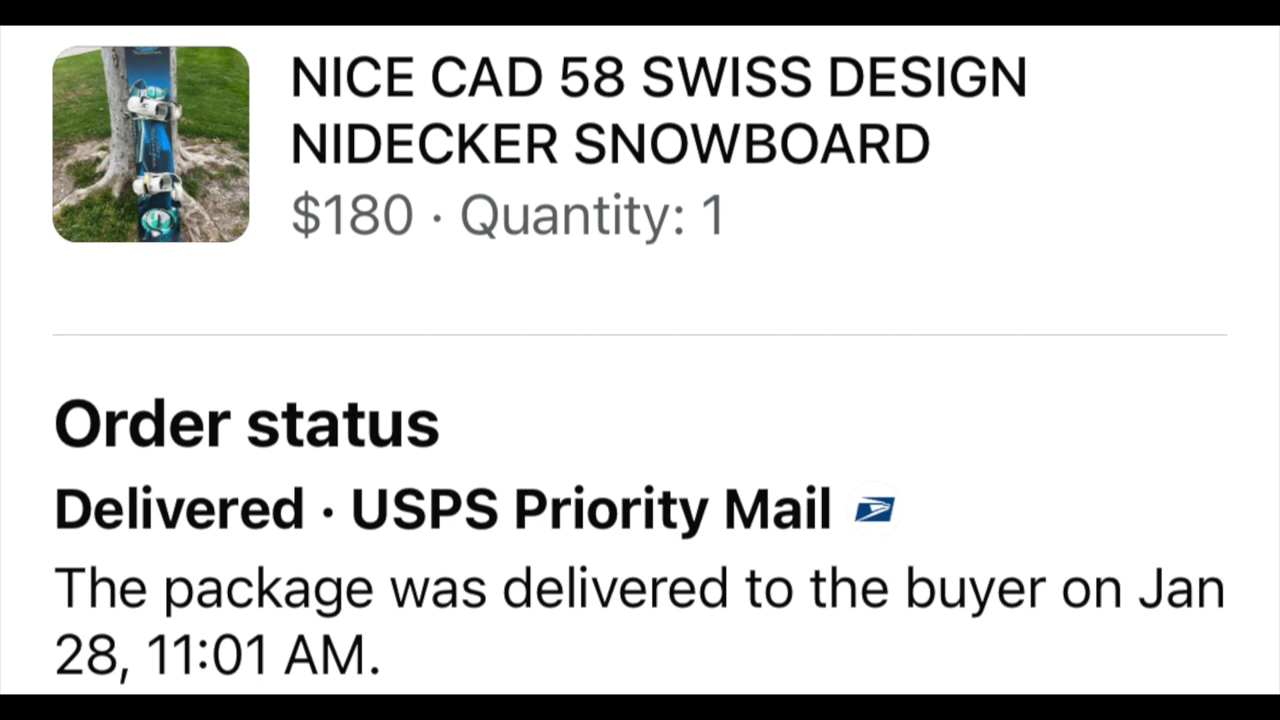 NICE CAD 58 SWISS DESIGN
NIDECKER SNOWBOARD
$180 · Quantity: 1
Order status
Delivered · USPS Priority Mail
The package was delivered to the buyer on Jan
28, 11:01 AM.